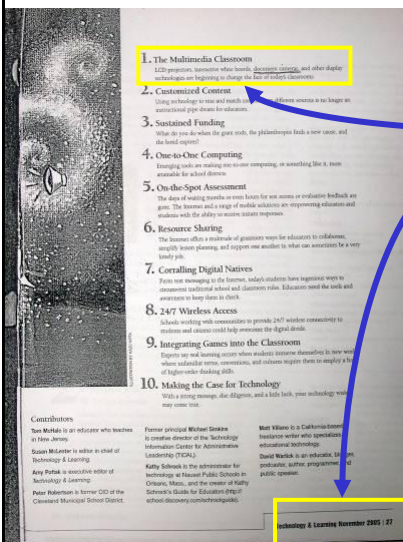 1. The Multimedia Classroom
LCD projectors, interactive white boards, document cameras, and other display
technologies are beginning to change the face of today's classrooms.
2. Customized Content
Using technology to mix and match content from different sources is no longer an
instructional pipe dream for educators.
3. Sustained Funding
What do you do when the grant ends, the philanthropist finds a new cause, and
the bond expires?
4. One-to-One Computing
Emerging tools are making one-to-one computing, or something like it, more
attainable for school districts.
5. On-the-Spot Assessment
The days of waiting months or even hours for test scores or evaluative feedback are
gone. The Internet and a range of mobile solutions are empowering educators and
students with the ability to receive instant responses.
6. Resource Sharing
The Internet offers a multitude of grassroots ways for educators to collaborate,
simplify lesson planning, and support one another in what can sometimes be a very
lonely job.
7. Corralling Digital Natives
From text messaging to the Internet, today's students have ingenious ways to
circumvent traditional school and classroom rules. Educators need the tools and
awareness to keep them in check.
8. 24/7 Wireless Access
Schools working with communities to provide 24/7 wireless connectivity to
students and citizens could help overcome the digital divide.
9. Integrating Games into the Classroom
Experts say real learning occurs when students immerse themselves in new
where unfamiliar terms, conventions, and cultures require them to employ a
of higher-order thinking skills.
10. Making the Case for Technology
With a strong message, due diligence, and a little luck, your technology
may come true.
Contributors
Tom McHale is an educator who teaches
in New Jersey.
Susan McLester is editor in chief of
Technology & Learning.
Amy Poftak is executive editor of
Technology & Learning.
Peter Robertson is former CIO of the
Cleveland Municipal School District.
Former principal Michael Simkins
is creative director of the Technology
Information Center for Administrative
Leadership (TICAL).
Kathy Schrock is the administrator for
technology at Nauset Public Schools in
Orleans, Mass., and the creator of Kathy
Schrock's Guide for Educators (http://
school.discovery.com/schrockguide).
Matt Villano is a California-based
freelance writer who specializes
educational technology.
David Warlick is an educator, blogger,
podcaster, author, programmer, and
public speaker.
Technology & Learning November 2005 | 27